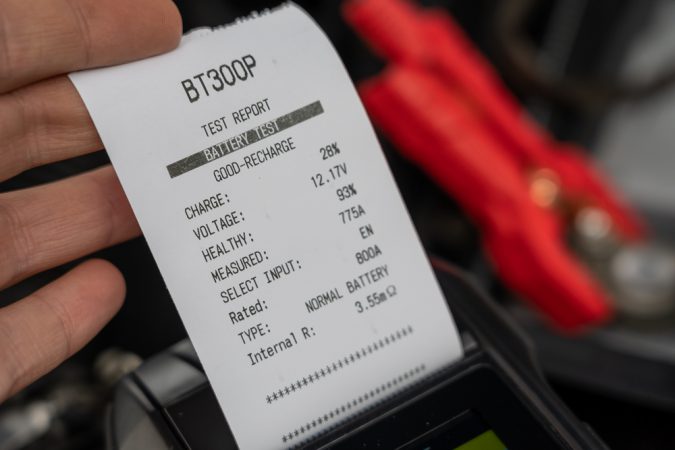 BT300P
TEST REPORT
BATTERY TEST
GOOD-RECHARGE
CHARGE: 28%
VOLTAGE: 12.17V
HEALTHY: 93%
MEASURED: 775A
SELECT INPUT: EN
Rated: 800A
TYPE: NORMAL BATTERY
Internal R: 3.55mΩ
**********************
**********************